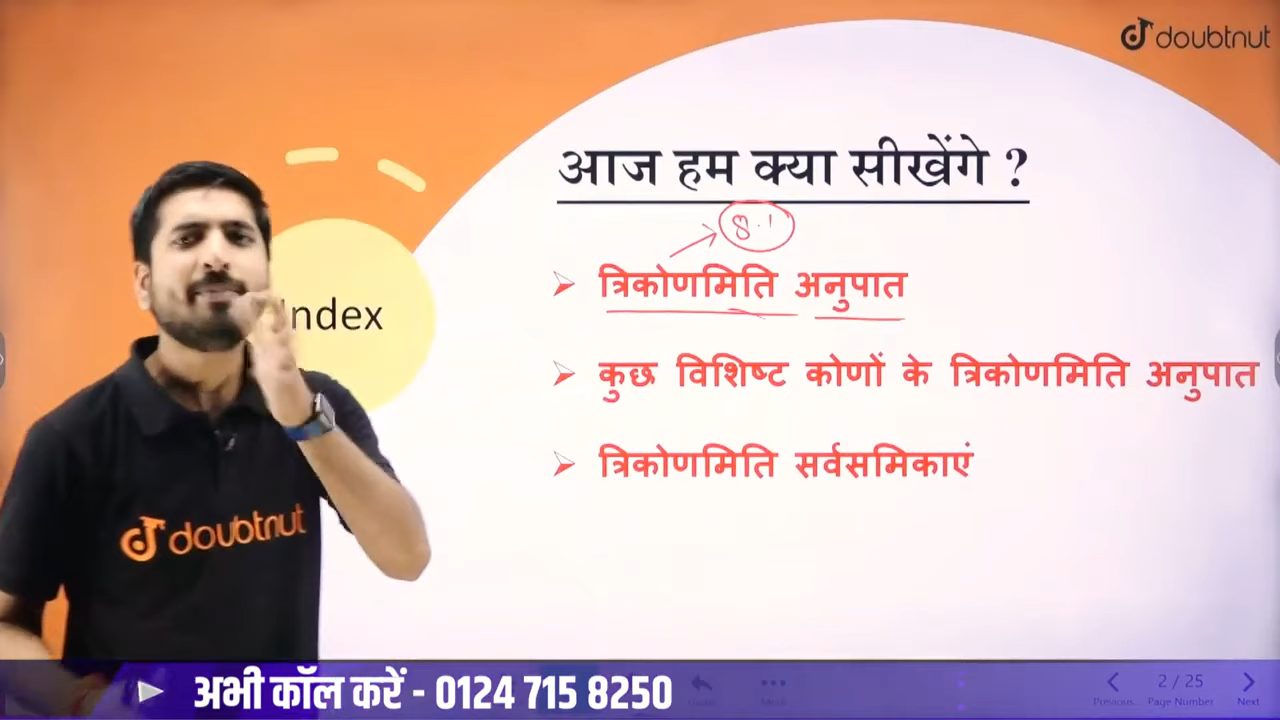 doubtnut
आज हम क्या सीखेंगे ?
8.1
त्रिकोणमिति अनुपात
Index
कुछ विशिष्ट कोणों के त्रिकोणमिति अनुपात
त्रिकोणमिति सर्वसमिकाएं
doubtnut
अभी कॉल करें - 0124 715 8250
2 / 25
Previous... Page Number Next